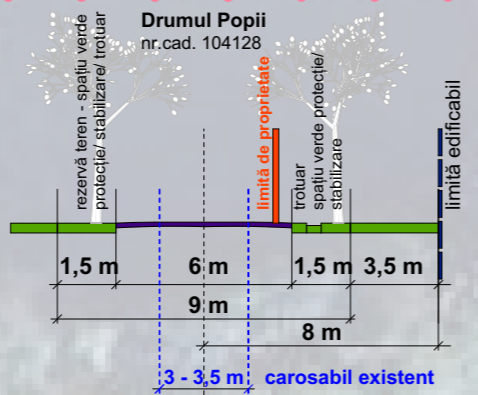 Drumul Popii
nr.cad. 104128
rezervă teren - spațiu verde
protecție/ stabilizare/ trotuar
limită de proprietate
trotuar
spațiu verde protecție/
stabilizare
limită edificabil
1,5 m
6 m
1,5 m
3,5 m
9 m
8 m
3 - 3,5 m
carosabil existent